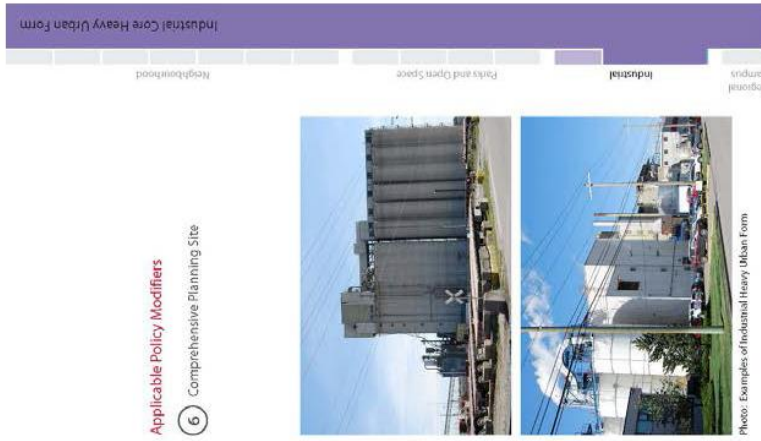 Industrial Core Heavy Urban Form
Neighbourhood
Parks and Open Space
Industrial
Regional
Campus
Applicable Policy Modifiers
6 Comprehensive Planning Site
Photo: Examples of Industrial Heavy Urban Form